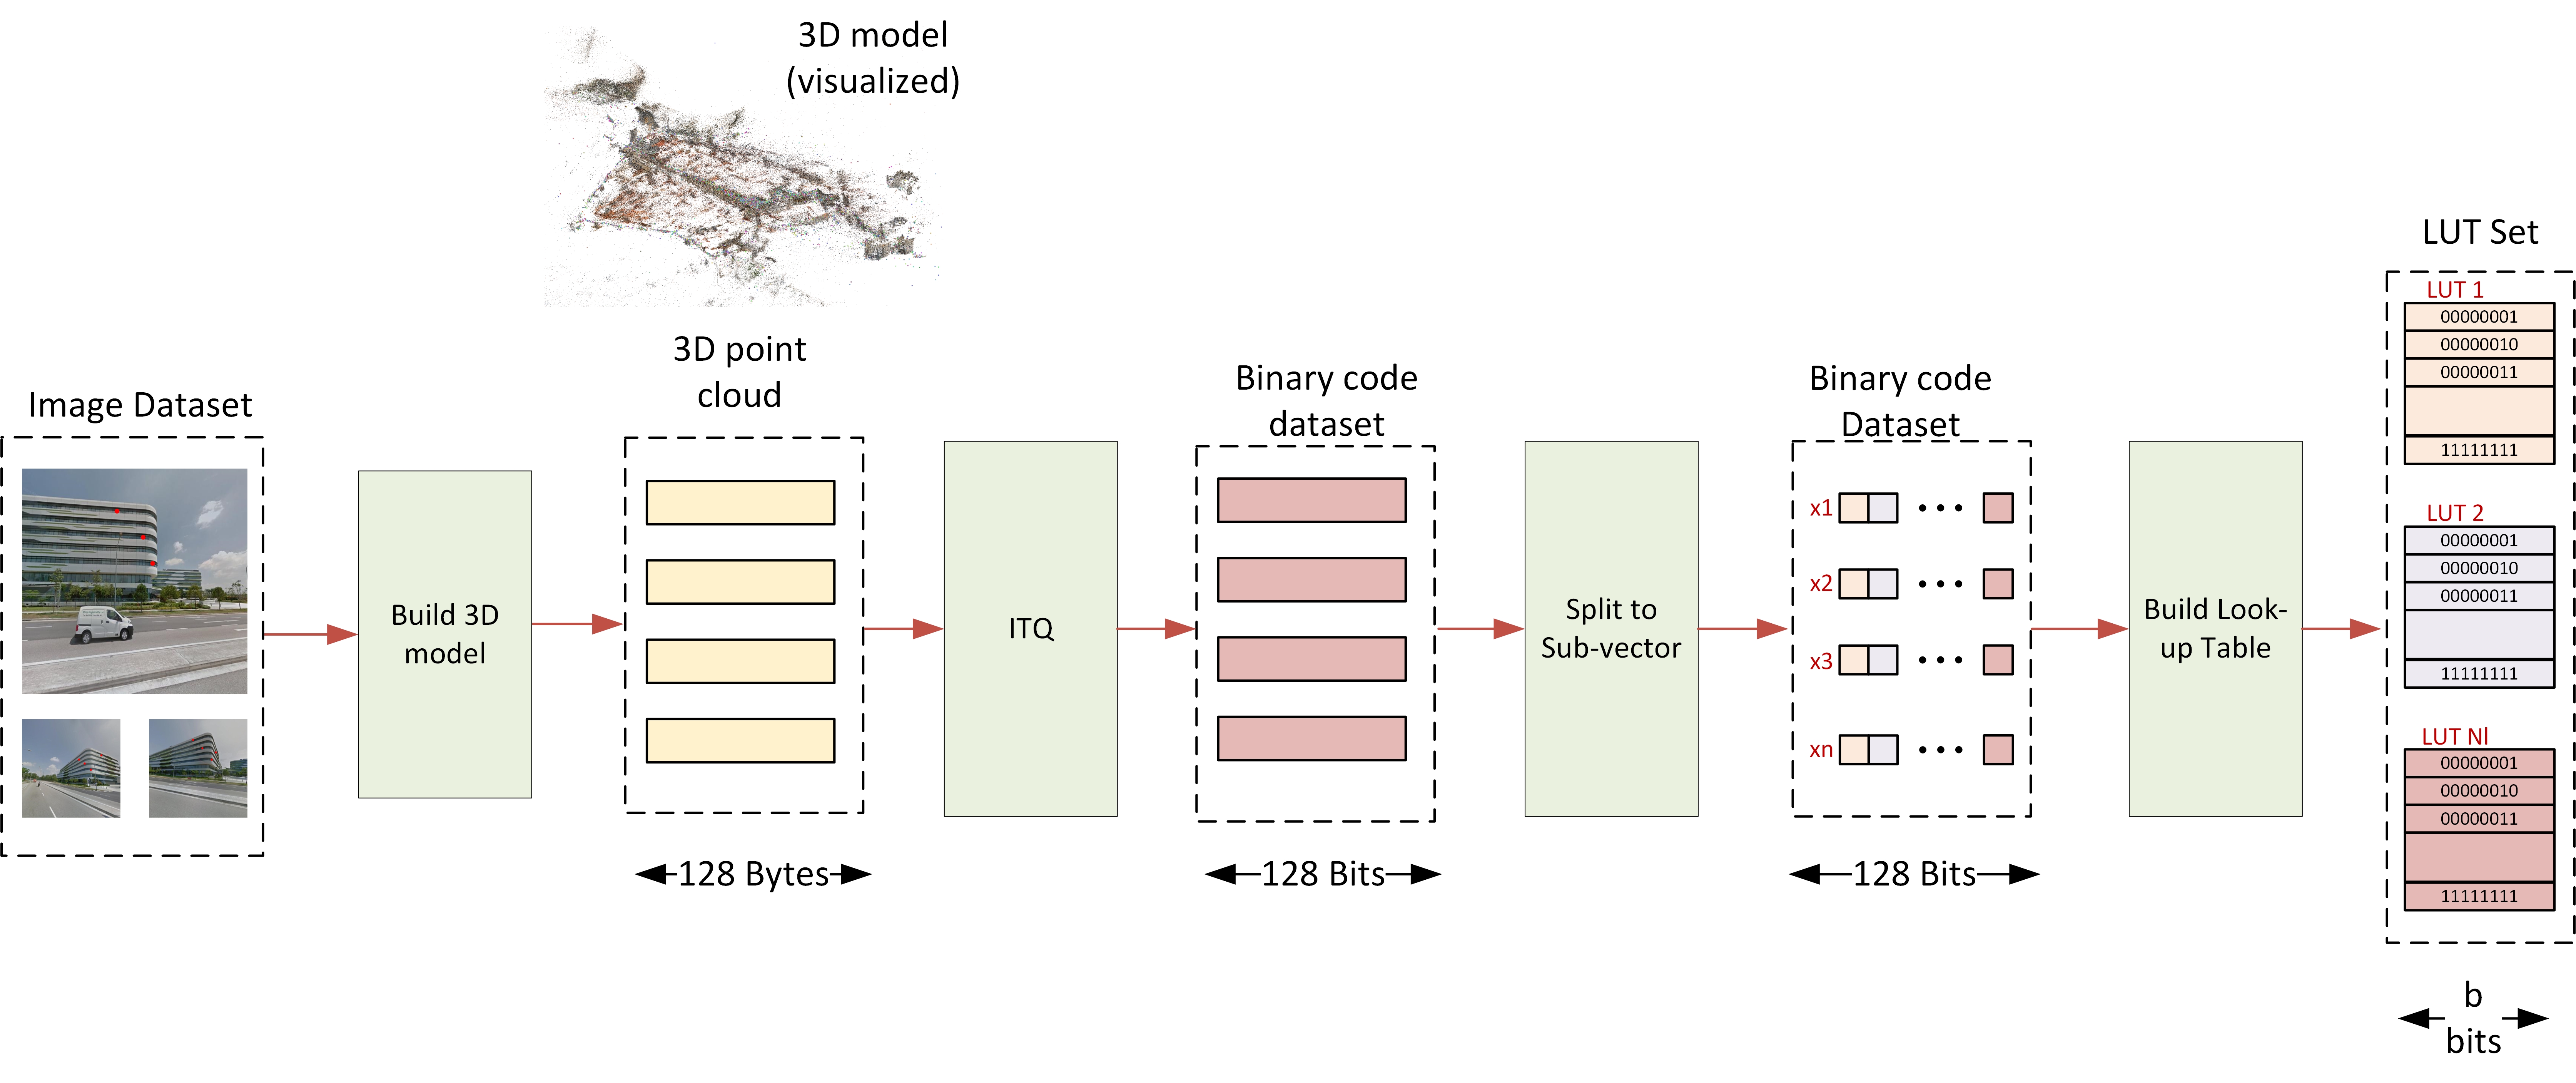 3D model
(visualized)
3D point
cloud
Image Dataset
Build 3D
model
128 Bytes
ITQ
Binary code
dataset
128 Bits
Split to
Sub-vector
Binary code
Dataset
x1
x2
x3
xn
128 Bits
Build Look-
up Table
LUT Set
LUT 1
00000001
00000010
00000011
11111111
LUT 2
00000001
00000010
00000011
11111111
LUT Nl
00000001
00000010
00000011
11111111
b
bits